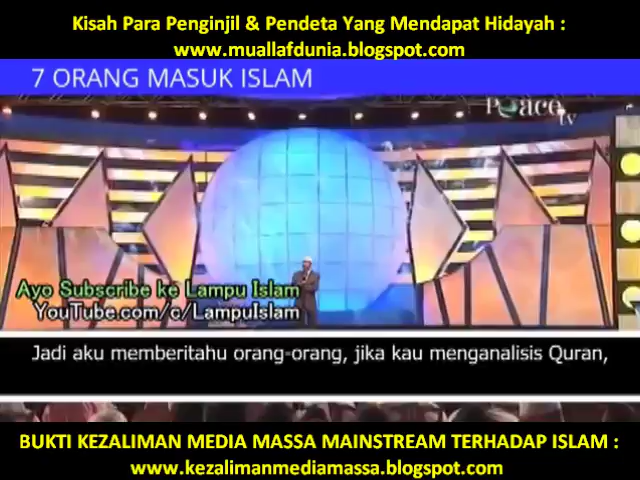 Kisah Para Penginjil & Pendeta Yang Mendapat Hidayah :
www.muallafdunia.blogspot.com
7 ORANG MASUK ISLAM
Peace tv
Ayo Subscribe ke Lampu Islam
YouTube.com/c/LampuIslam
Jadi aku memberitahu orang-orang, jika kau menganalisis Quran,
BUKTI KEZALIMAN MEDIA MASSA MAINSTREAM TERHADAP ISLAM :
www.kezalimanmediamassa.blogspot.com